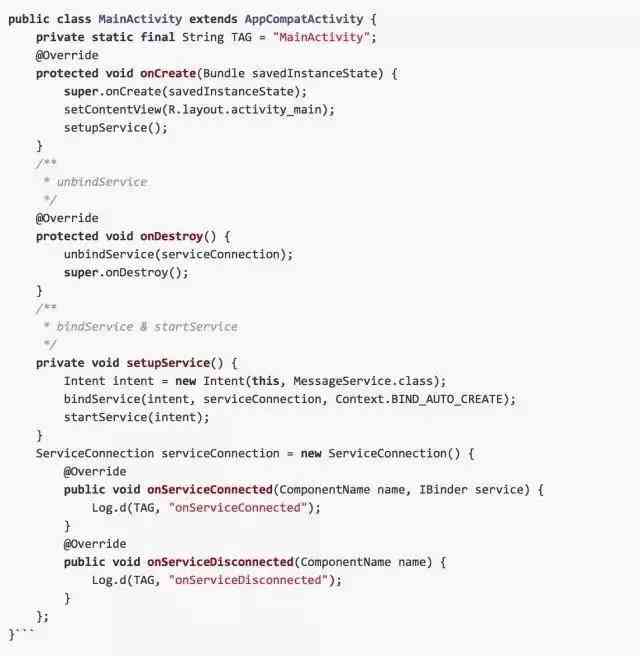 public class MainActivity extends AppCompatActivity {
    private static final String TAG = "MainActivity";
    @Override
    protected void onCreate(Bundle savedInstanceState) {
        super.onCreate(savedInstanceState);
        setContentView(R.layout.activity_main);
        setupService();
    }
    /**
     * unbindService
     */
    @Override
    protected void onDestroy() {
        unbindService(serviceConnection);
        super.onDestroy();
    }
    /**
     * bindService & startService
     */
    private void setupService() {
        Intent intent = new Intent(this, MessageService.class);
        bindService(intent, serviceConnection, Context.BIND_AUTO_CREATE);
        startService(intent);
    }
    ServiceConnection serviceConnection = new ServiceConnection() {
        @Override
        public void onServiceConnected(ComponentName name, IBinder service) {
            Log.d(TAG, "onServiceConnected");
        }
        @Override
        public void onServiceDisconnected(ComponentName name) {
            Log.d(TAG, "onServiceDisconnected");
        }
    };
}```